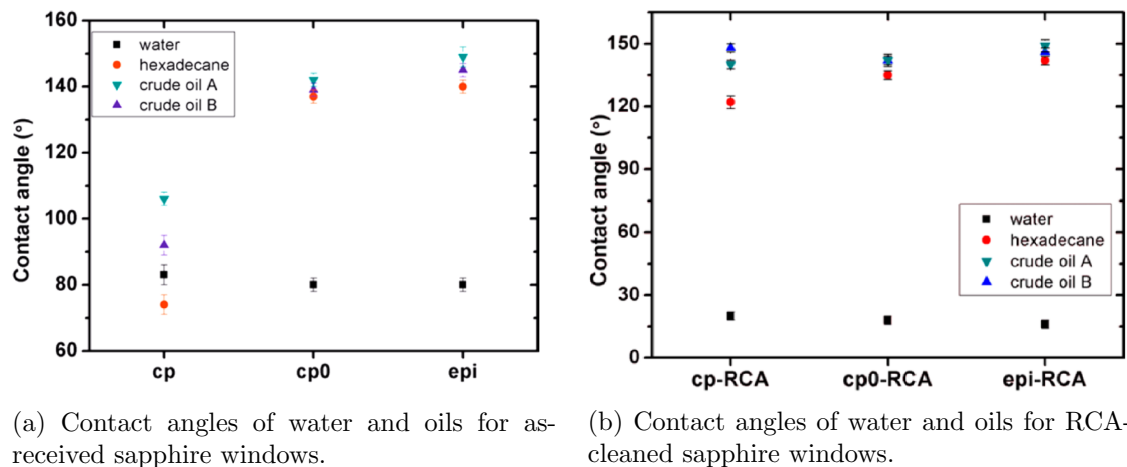 160
140
120
100
80
60
Contact angle (°)
water
hexadecane
crude oil A
crude oil B
cp
cp0
epi
(a) Contact angles of water and oils for as-
received sapphire windows.
150
120
90
60
30
0
Contact angle (°)
water
hexadecane
crude oil A
crude oil B
cp-RCA
cp0-RCA
epi-RCA
(b) Contact angles of water and oils for RCA-
cleaned sapphire windows.